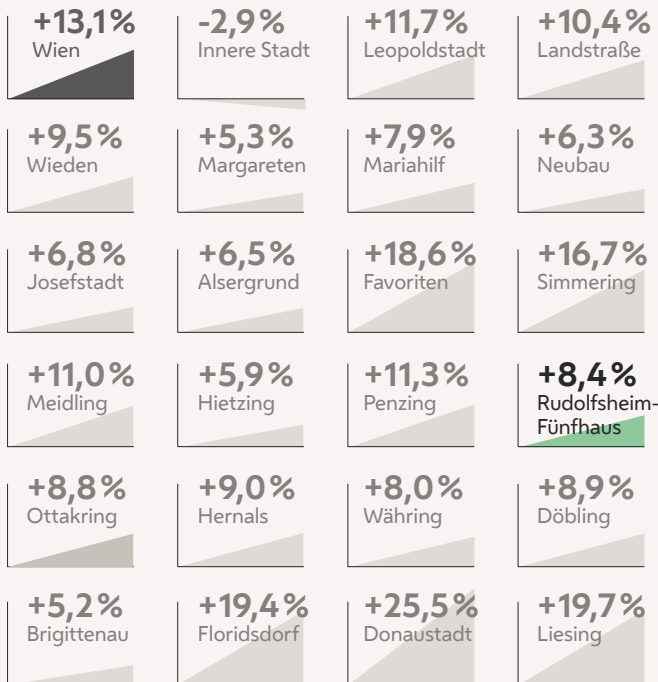 +13,1%
Wien
-2,9%
Innere Stadt
+11,7%
Leopoldstadt
+10,4%
Landstraße
+9,5%
Wieden
+5,3%
Margareten
+7,9%
Mariahilf
+6,3%
Neubau
+6,8%
Josefstadt
+6,5%
Alsergrund
+18,6%
Favoriten
+16,7%
Simmering
+11,0%
Meidling
+5,9%
Hietzing
+11,3%
Penzing
+8,4%
Rudolfsheim-
Fünfhaus
+8,8%
Ottakring
+9,0%
Hernals
+8,0%
Währing
+8,9%
Döbling
+5,2%
Brigittenau
+19,4%
Floridsdorf
+25,5%
Donaustadt
+19,7%
Liesing